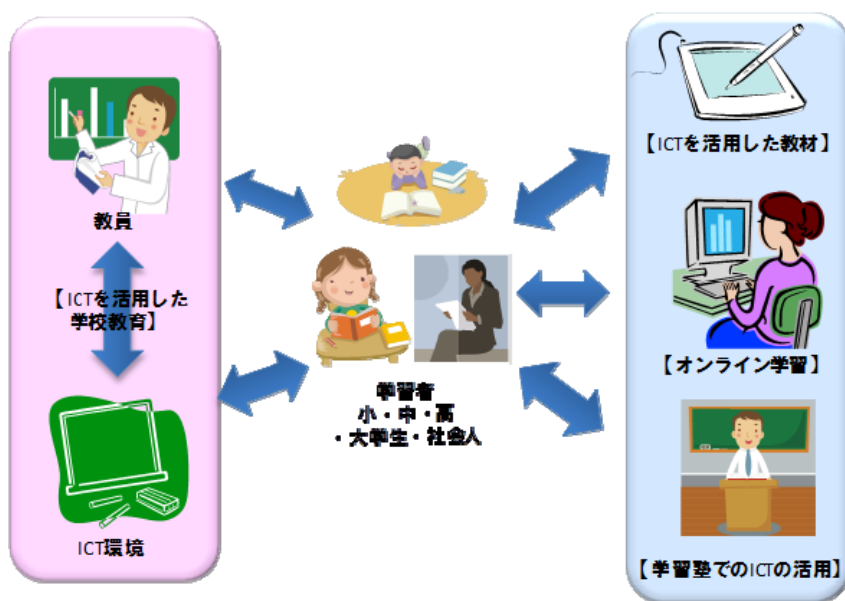 教員
【ICTを活用した
学校教育】
ICT環境
学習者
小・中・高
・大学生・社会人
【ICTを活用した教材】
【オンライン学習】
【学習塾でのICTの活用】